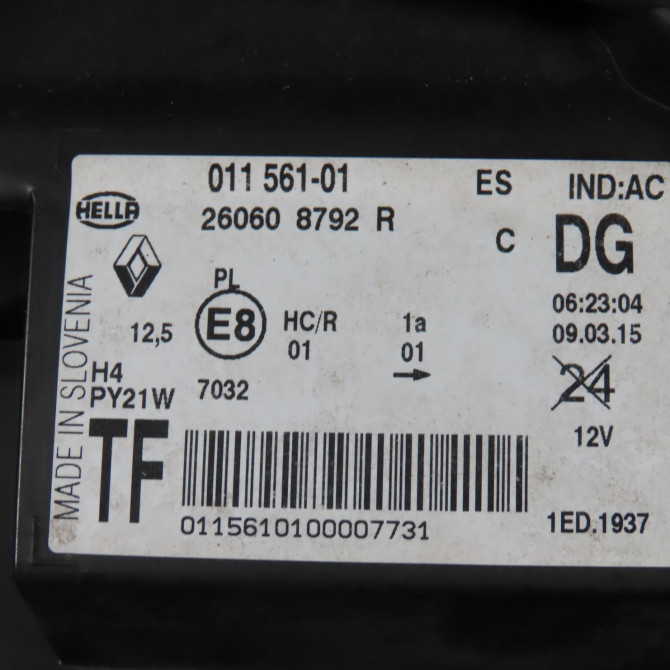 011 561-01 ES IND:AC
HELLA
26060 8792 R C DG
PL
E8
06:23:04
12,5 HC/R 1a 09.03.15
01 01
H4 24
PY21W 7032
12V
TF
MADE IN SLOVENIA
0115610100007731 1ED.1937